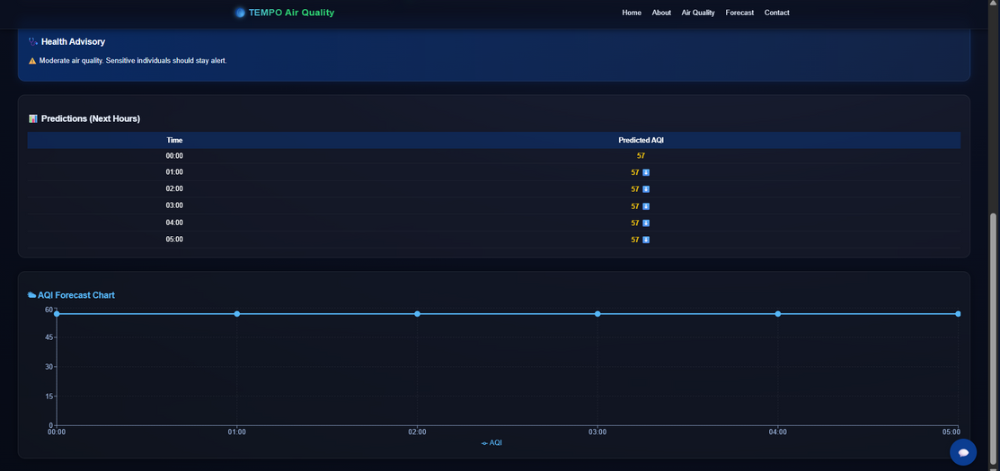 TEMPO Air Quality
Home About Air Quality Forecast Contact
Health Advisory
Moderate air quality. Sensitive individuals should stay alert.
Predictions (Next Hours)
Time Predicted AQI
00:00 57
01:00 57
02:00 57
03:00 57
04:00 57
05:00 57
AQI Forecast Chart
60
45
30
15
0
00:00 01:00 02:00 03:00 04:00 05:00
AQI